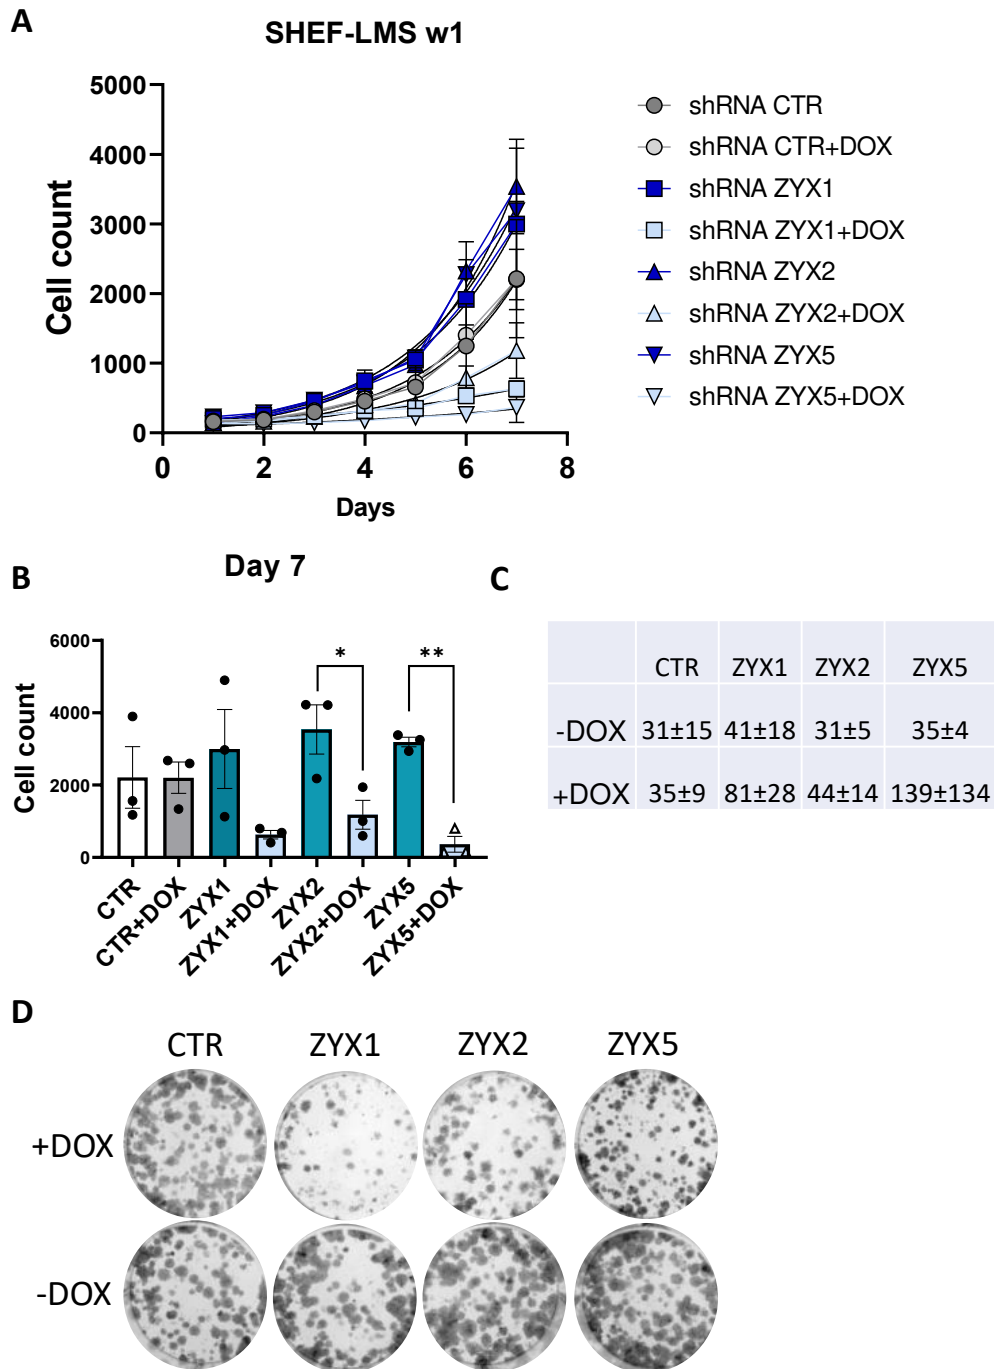 A
SHEF-LMS w1
5000
4000
3000
2000
1000
0
0 2 4 6 8
Cell count
Days
shRNA CTR
shRNA CTR+DOX
shRNA ZYX1
shRNA ZYX1+DOX
shRNA ZYX2
shRNA ZYX2+DOX
shRNA ZYX5
shRNA ZYX5+DOX
B
Day 7
6000
4000
2000
0
Cell count
* **
CTR
CTR+DOX
ZYX1
ZYX1+DOX
ZYX2
ZYX2+DOX
ZYX5
ZYX5+DOX
C
CTR ZYX1 ZYX2 ZYX5
-DOX 31±15 41±18 31±5 35±4
+DOX 35±9 81±28 44±14 139±134
D
CTR ZYX1 ZYX2 ZYX5
+DOX
-DOX